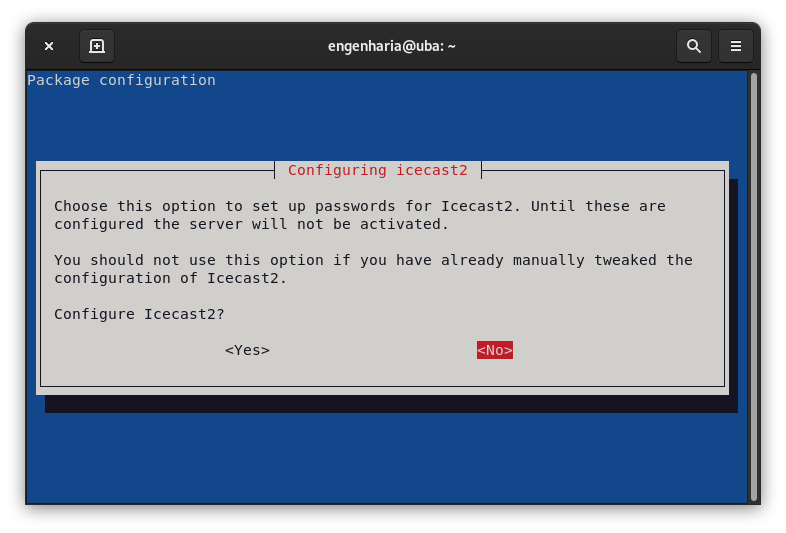 engenharia@uba: ~
Package configuration
Configuring icecast2
Choose this option to set up passwords for Icecast2. Until these are
configured the server will not be activated.
You should not use this option if you have already manually tweaked the
configuration of Icecast2.
Configure Icecast2?
<Yes> <No>